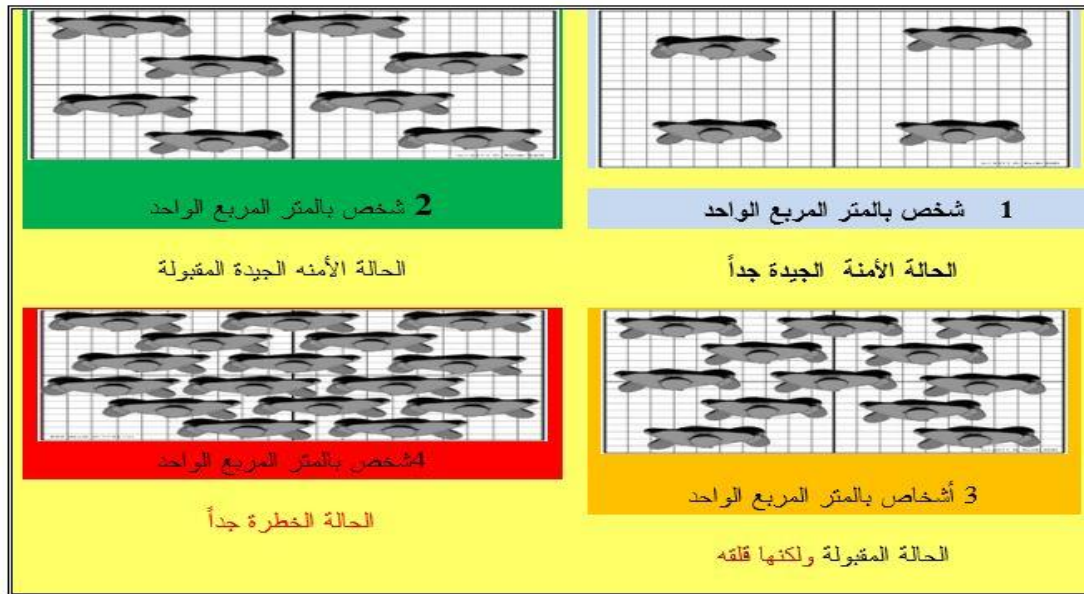 1 شخص بالمتر المربع الواحد
الحالة الأمنة الجيدة جداً
2 شخص بالمتر المربع الواحد
الحالة الأمنه الجيدة المقبولة
3 أشخاص بالمتر المربع الواحد
الحالة المقبولة ولكنها قلقه
4شخص بالمتر المربع الواحد
الحالة الخطرة جداً